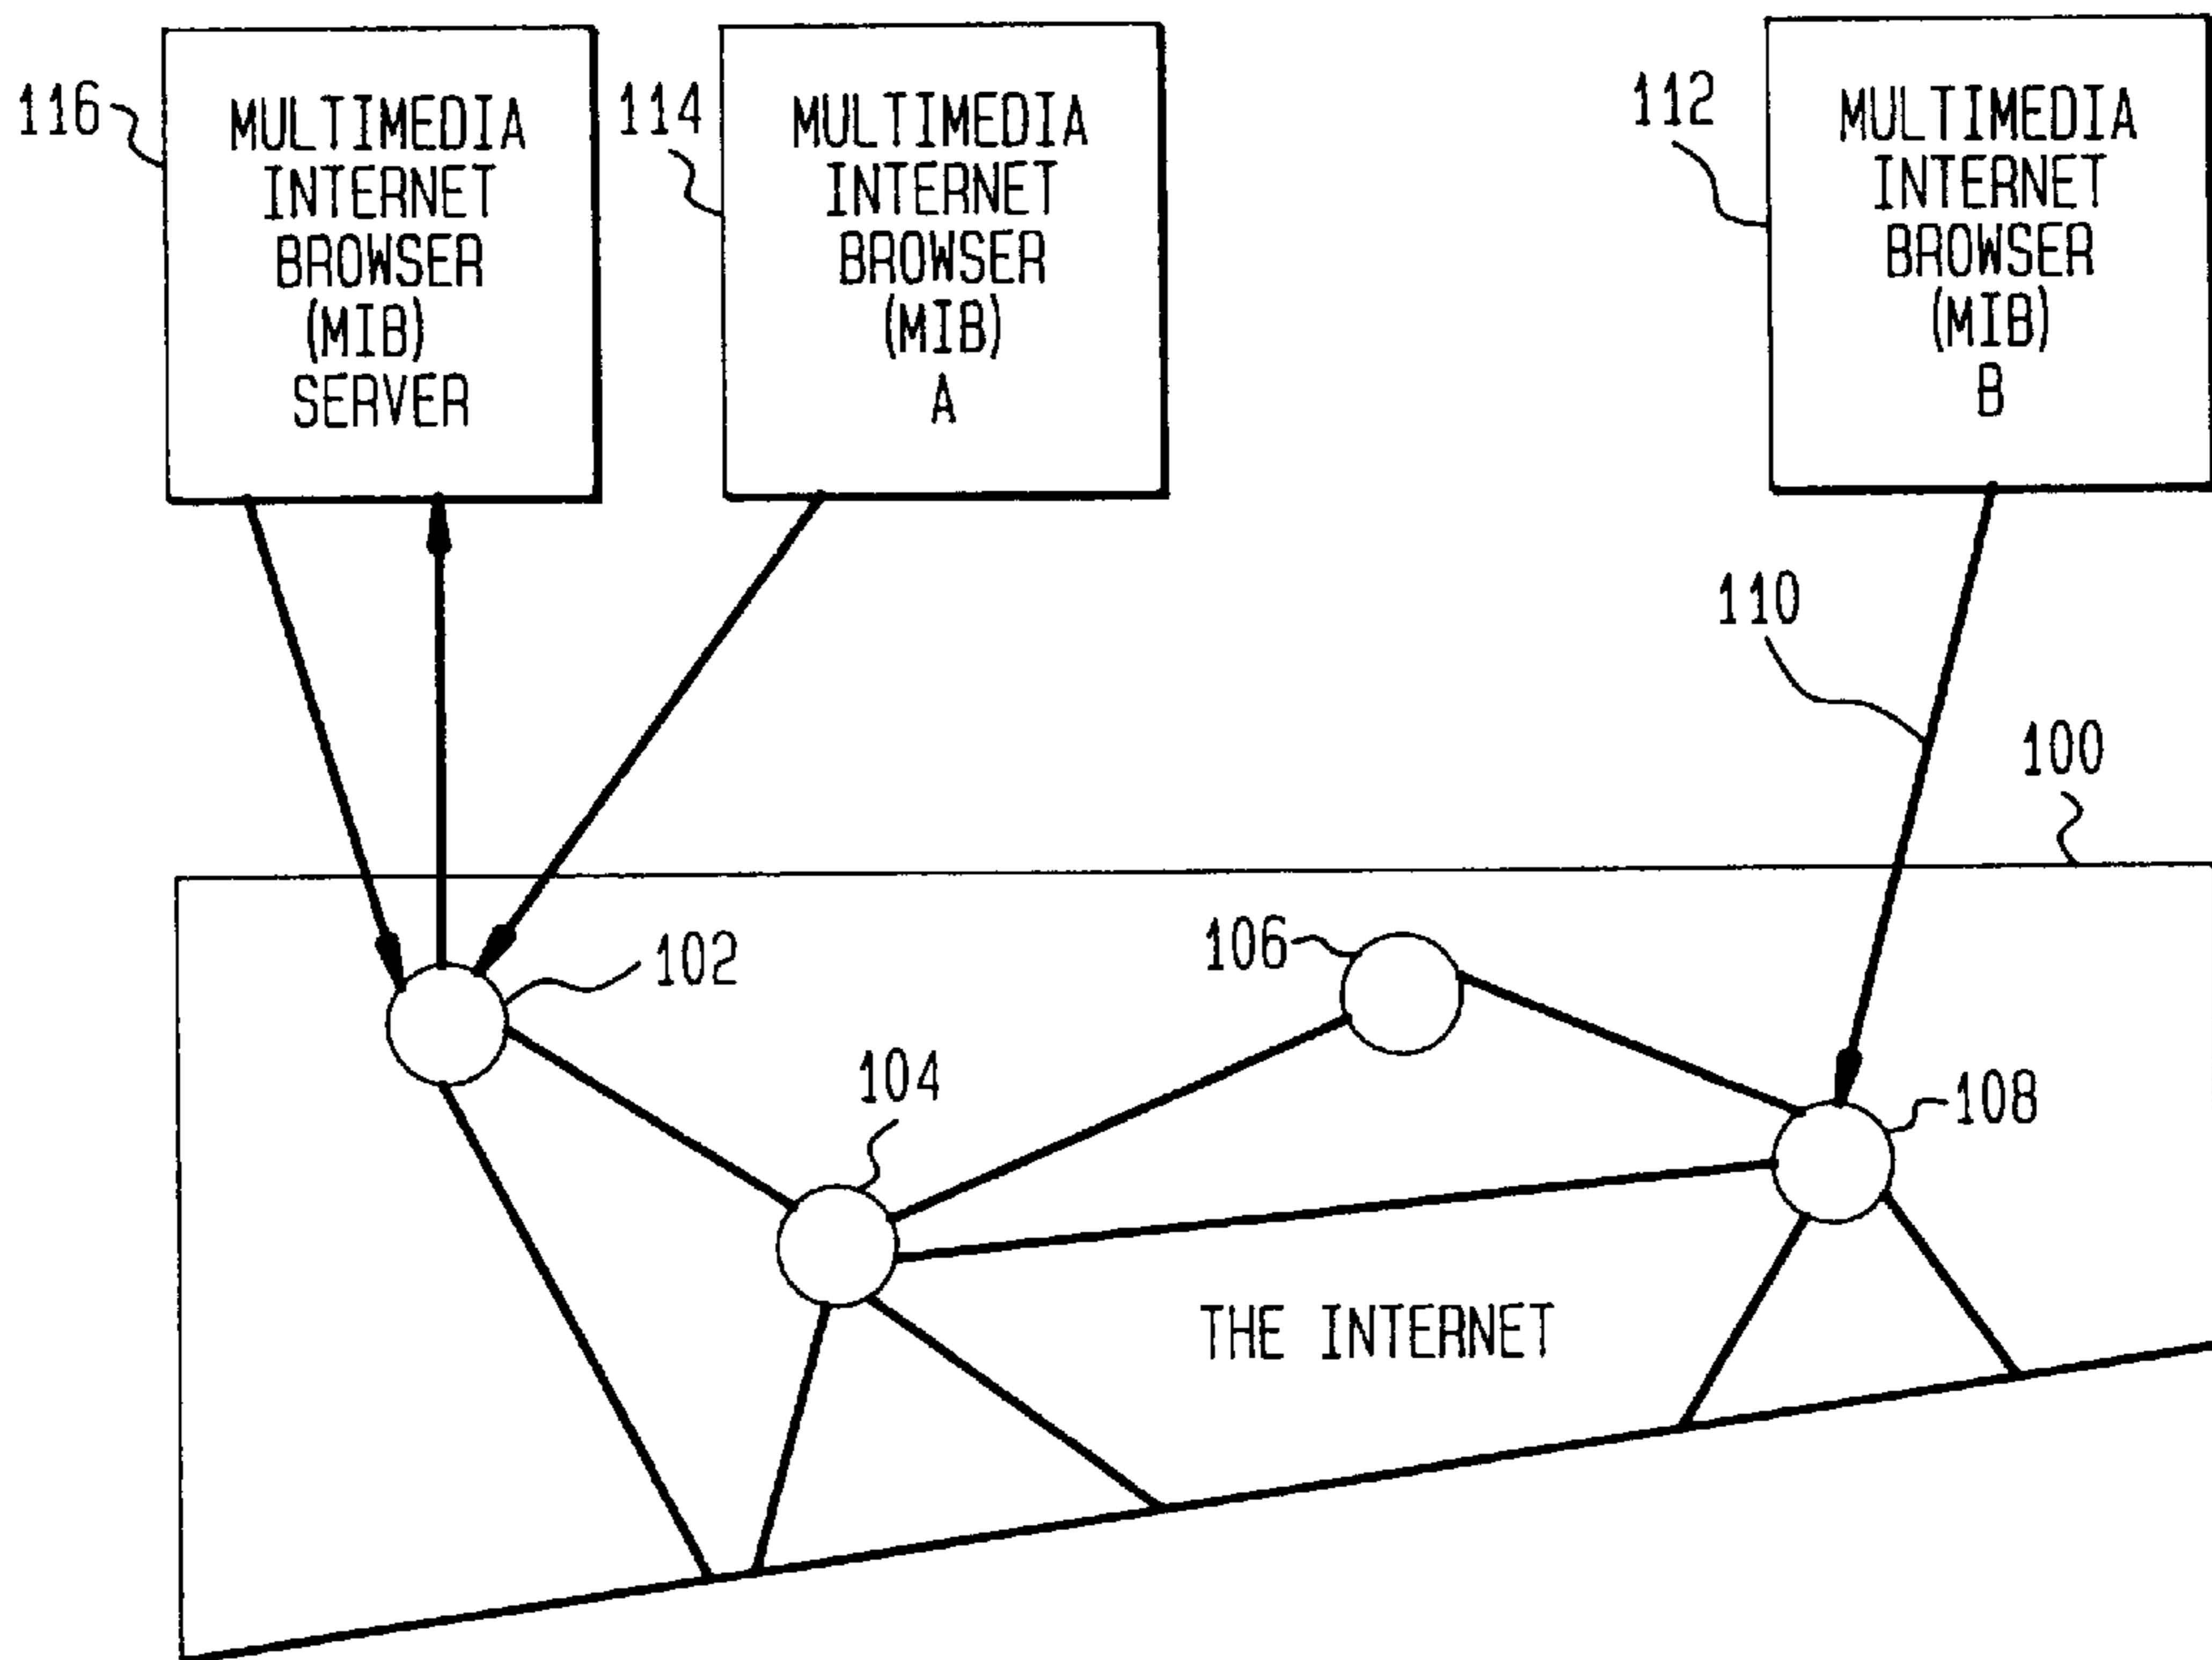 116
MULTIMEDIA
INTERNET
BROWSER
(MIB)
SERVER
114
MULTIMEDIA
INTERNET
BROWSER
(MIB)
A
112
MULTIMEDIA
INTERNET
BROWSER
(MIB)
B
110
100
102
106
104
108
THE INTERNET